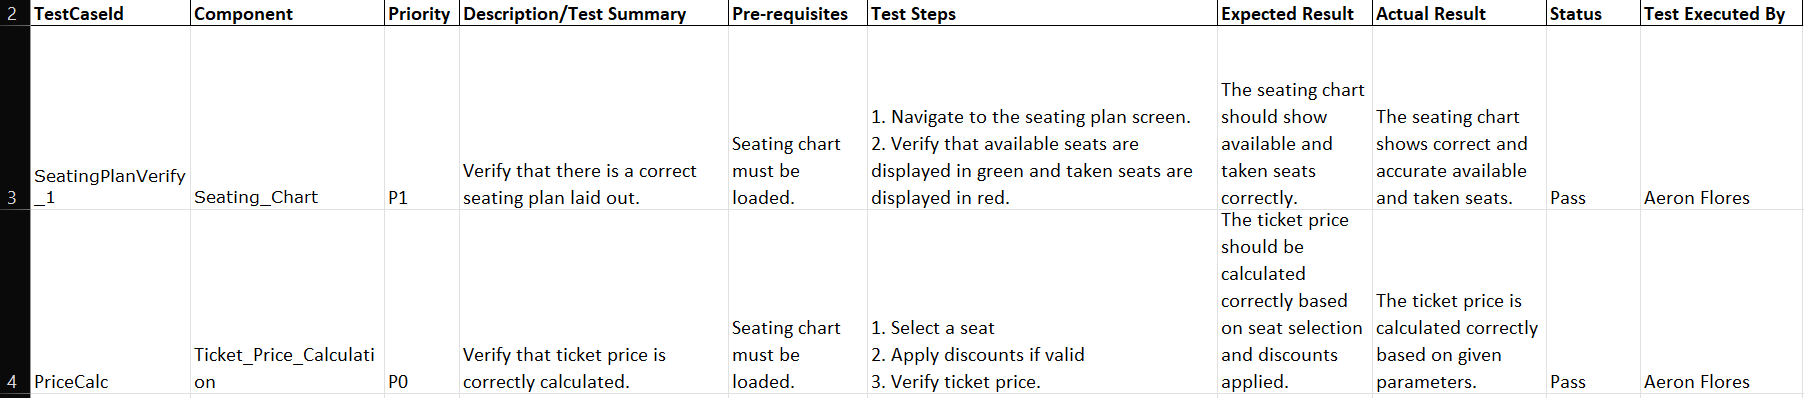 2 TestCaseId Component Priority Description/Test Summary Pre-requisites Test Steps Expected Result Actual Result Status Test Executed By
3
SeatingPlanVerify
_1
Seating_Chart
P1
Verify that there is a correct
seating plan laid out.
Seating chart
must be
loaded.
1. Navigate to the seating plan screen.
2. Verify that available seats are
displayed in green and taken seats are
displayed in red.
The seating chart
should show
available and
taken seats
correctly.
The seating chart
shows correct and
accurate available
and taken seats.
Pass
Aeron Flores
4
PriceCalc
Ticket_Price_Calculati
on
P0
Verify that ticket price is
correctly calculated.
Seating chart
must be
loaded.
1. Select a seat
2. Apply discounts if valid
3. Verify ticket price.
The ticket price
should be
calculated
correctly based
on seat selection
and discounts
applied.
The ticket price is
calculated correctly
based on given
parameters.
Pass
Aeron Flores